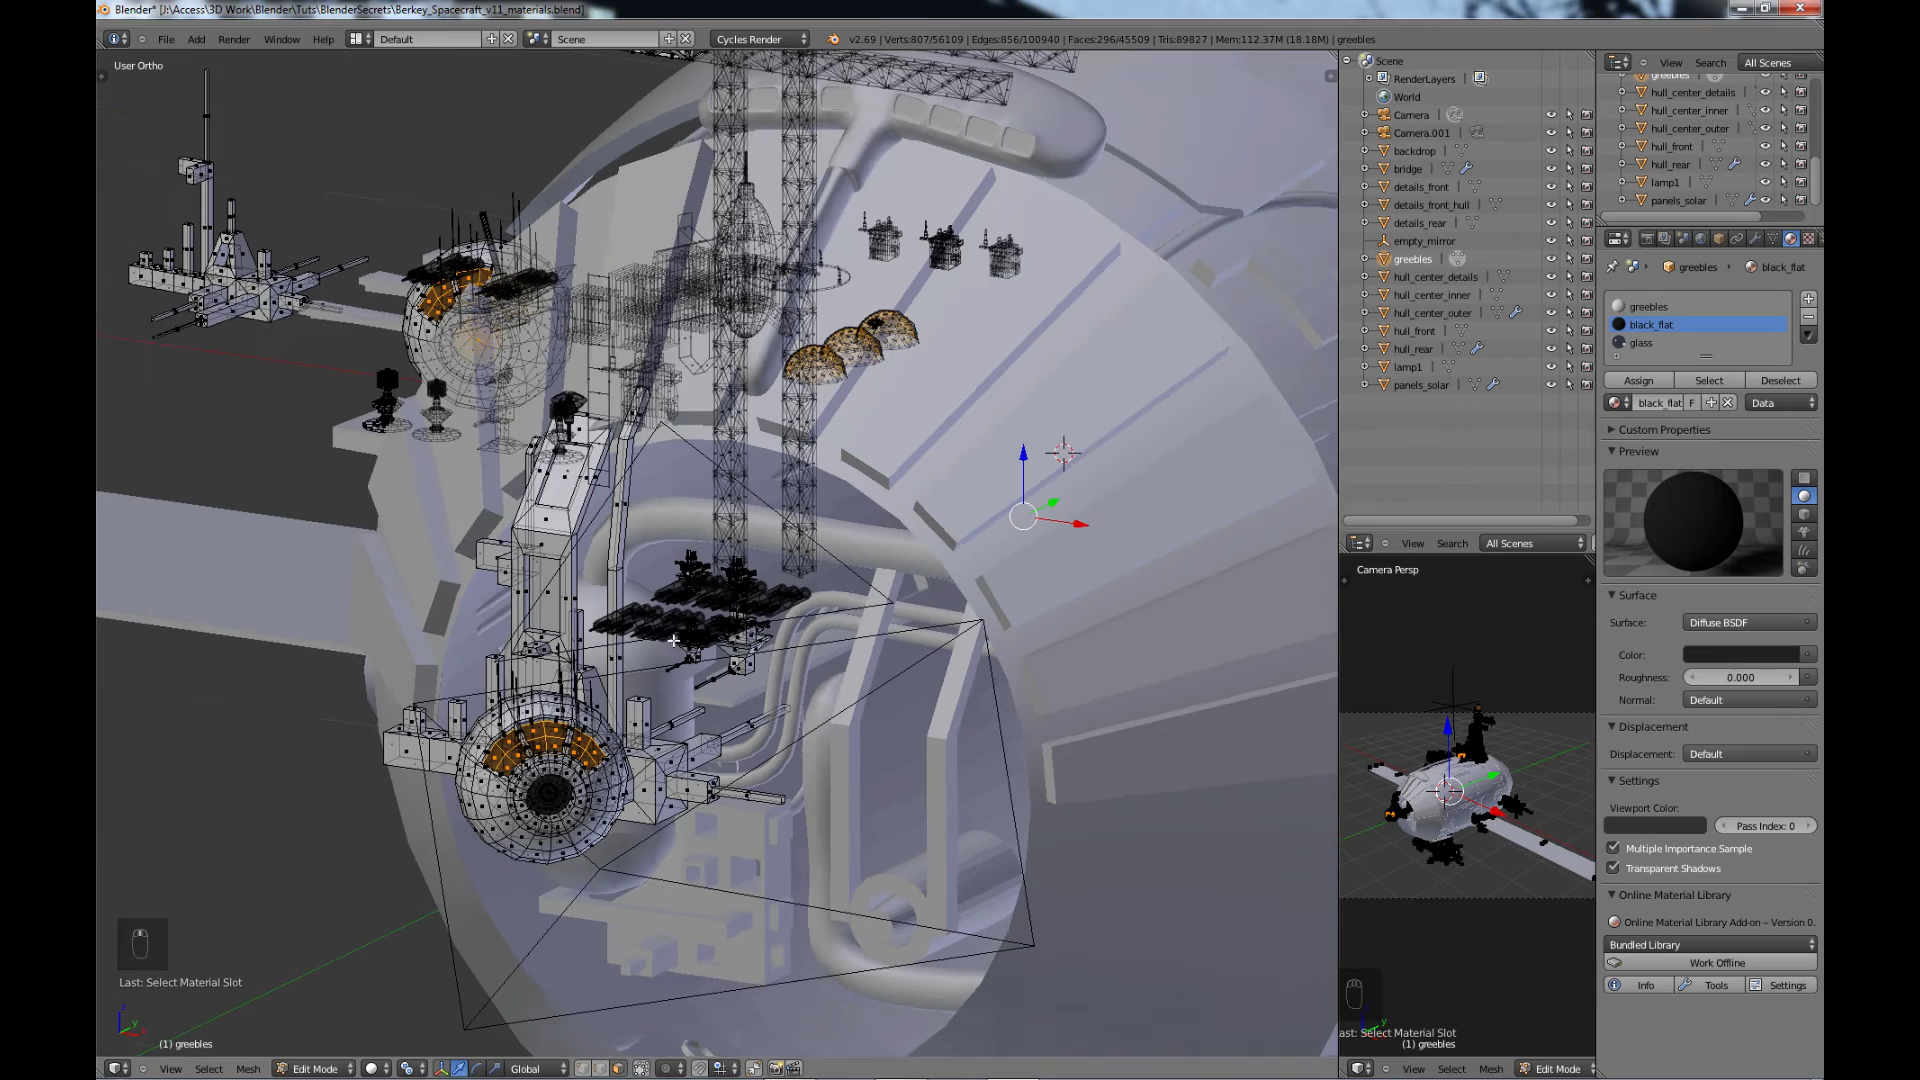 Blender* [J:\Access\3D Work\Blender\Tuts\BlenderSecrets\Berkey_Spacecraft_v11_materials.blend]
File Add Render Window Help Default Scene Cycles Render v2.69 | Verts:807/56109 | Edges:856/100940 | Faces:296/45509 | Tris:89827 | Mem:112.37M (18.18M) | greebles
User Ortho
Last: Select Material Slot
(1) greebles
View Select Mesh Edit Mode Global
Scene
RenderLayers
World
Camera
Camera.001
backdrop
bridge
details_front
details_front_hull
details_rear
empty_mirror
greebles
hull_center_details
hull_center_inner
hull_center_outer
hull_front
hull_rear
lamp1
panels_solar
View Search All Scenes
Camera Persp
ast: Select Material Slot
(1) greebles
View Select Mesh Edit Mode
View Search All Scenes
greebles
hull_center_details
hull_center_inner
hull_center_outer
hull_front
hull_rear
lamp1
panels_solar
greebles black_flat
greebles
black_flat
glass
Assign Select Deselect
black_flat F Data
Custom Properties
Preview
Surface
Surface: Diffuse BSDF
Color:
Roughness: 0.000
Normal: Default
Displacement
Displacement: Default
Settings
Viewport Color:
Pass Index: 0
Multiple Importance Sample
Transparent Shadows
Online Material Library
Online Material Library Add-on – Version 0.
Bundled Library
Work Offline
Info Tools Settings